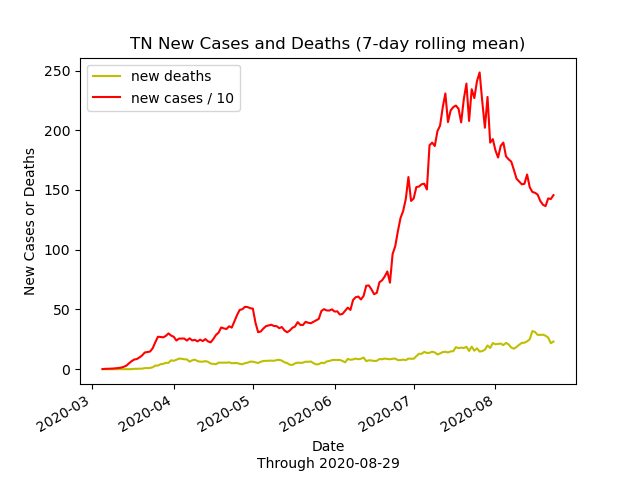 TN New Cases and Deaths (7-day rolling mean)
new deaths
new cases / 10
250
200
150
100
50
0
New Cases or Deaths
2020-03
2020-04
2020-05
2020-06
2020-07
2020-08
Date
Through 2020-08-29